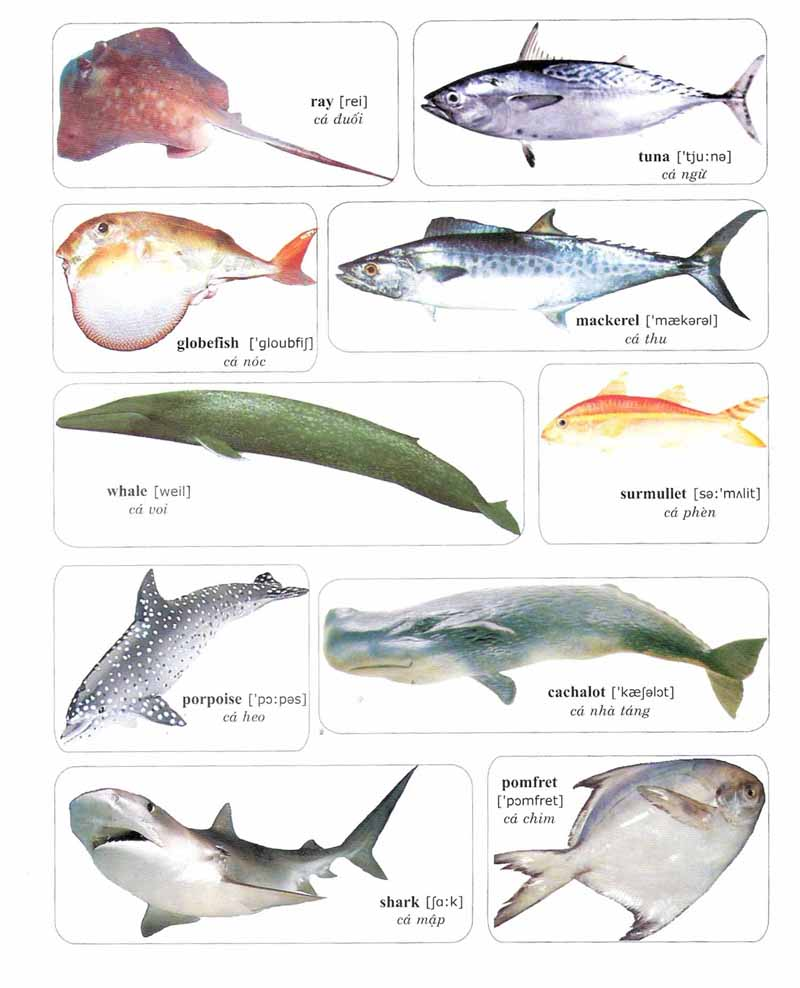 ray [rei]
cá đuối
tuna ['tju:nə]
cá ngừ
globefish ['gloubfiʃ]
cá nóc
mackerel ['mækərəl]
cá thu
whale [weil]
cá voi
surmullet [sə:'mʌlit]
cá phèn
porpoise ['pɔ:pəs]
cá heo
cachalot ['kæʃəlɔt]
cá nhà táng
shark [ʃɑ:k]
cá mập
pomfret
['pɔmfret]
cá chim